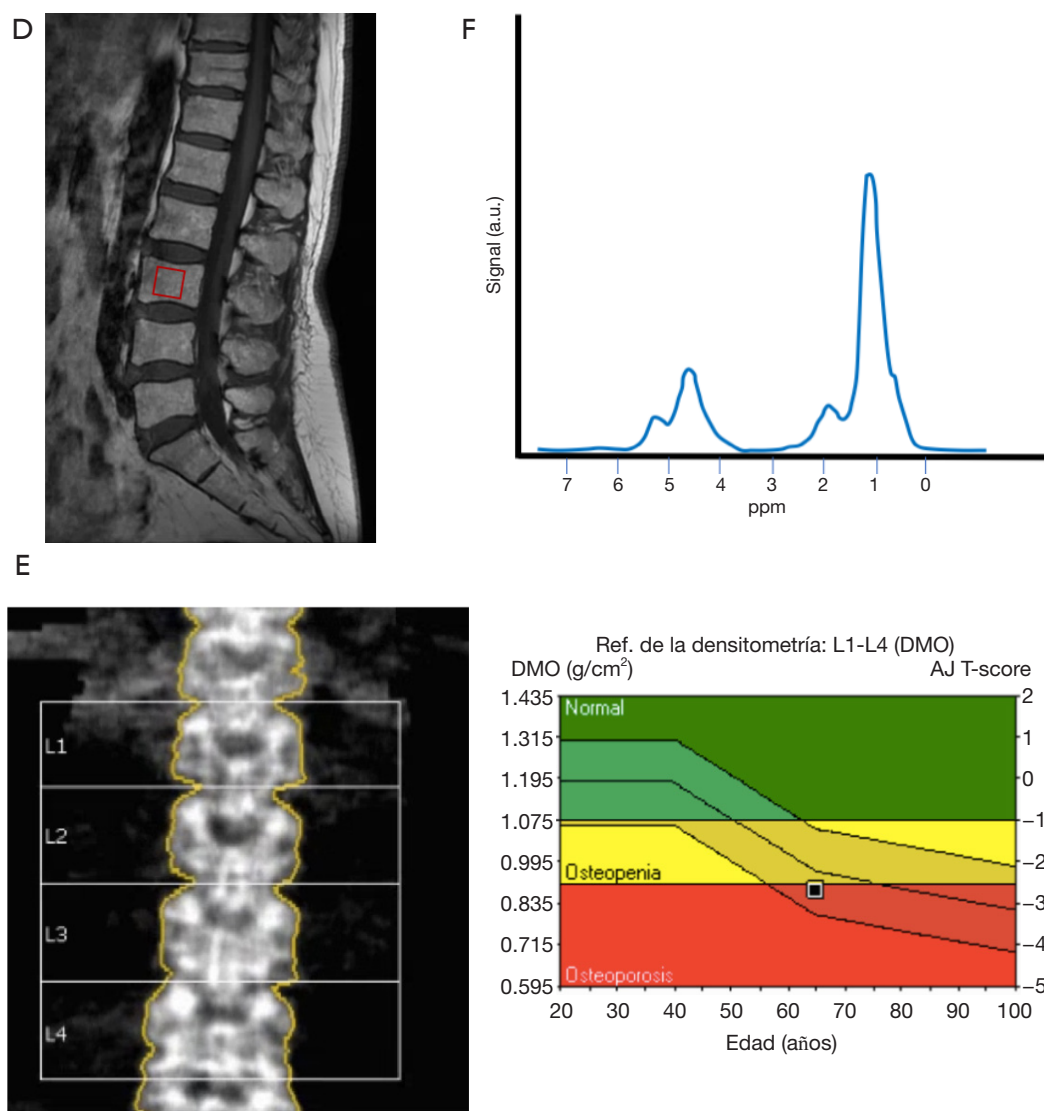 D
F
Signal (a.u.)
7 6 5 4 3 2 1 0
ppm
E
L1
L2
L3
L4
Ref. de la densitometría: L1-L4 (DMO)
DMO (g/cm²) AJ T-score
Normal
Osteopenia
Osteoporosis
1.435
1.315
1.195
1.075
0.995
0.835
0.715
0.595
2
1
0
−1
−2
−3
−4
−5
20 30 40 50 60 70 80 90 100
Edad (años)